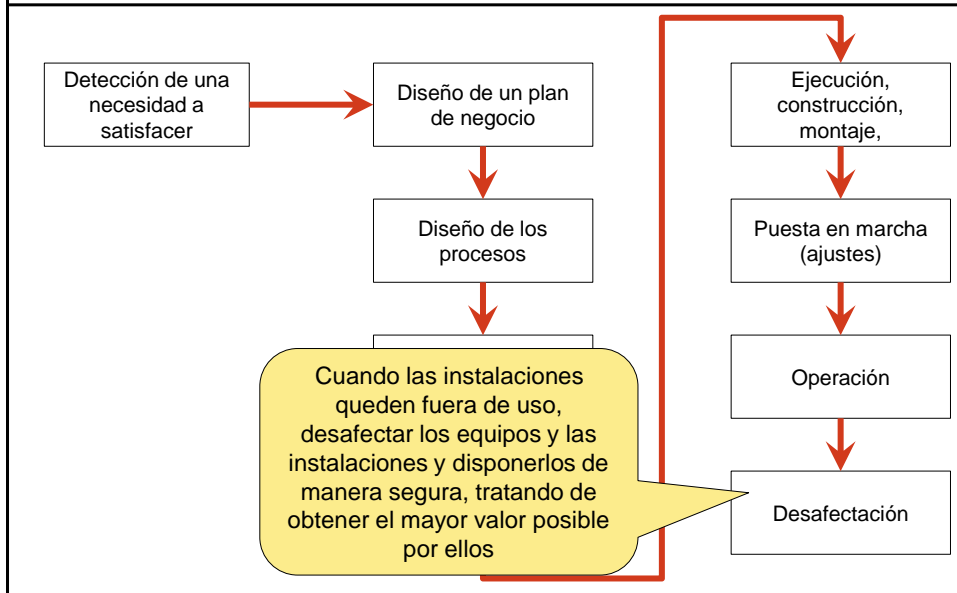 Detección de una
necesidad a
satisfacer
Diseño de un plan
de negocio
Diseño de los
procesos
Cuando las instalaciones
queden fuera de uso,
desafectar los equipos y las
instalaciones y disponerlos de
manera segura, tratando de
obtener el mayor valor posible
por ellos
Ejecución,
construcción,
montaje,
Puesta en marcha
(ajustes)
Operación
Desafectación